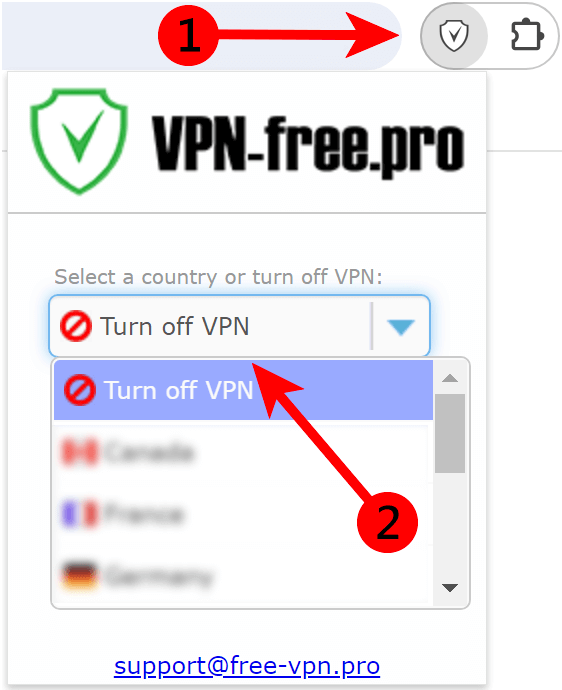 1
VPN-free.pro
Select a country or turn off VPN:
Turn off VPN
Turn off VPN
Canada
France
Germany
2
support@free-vpn.pro